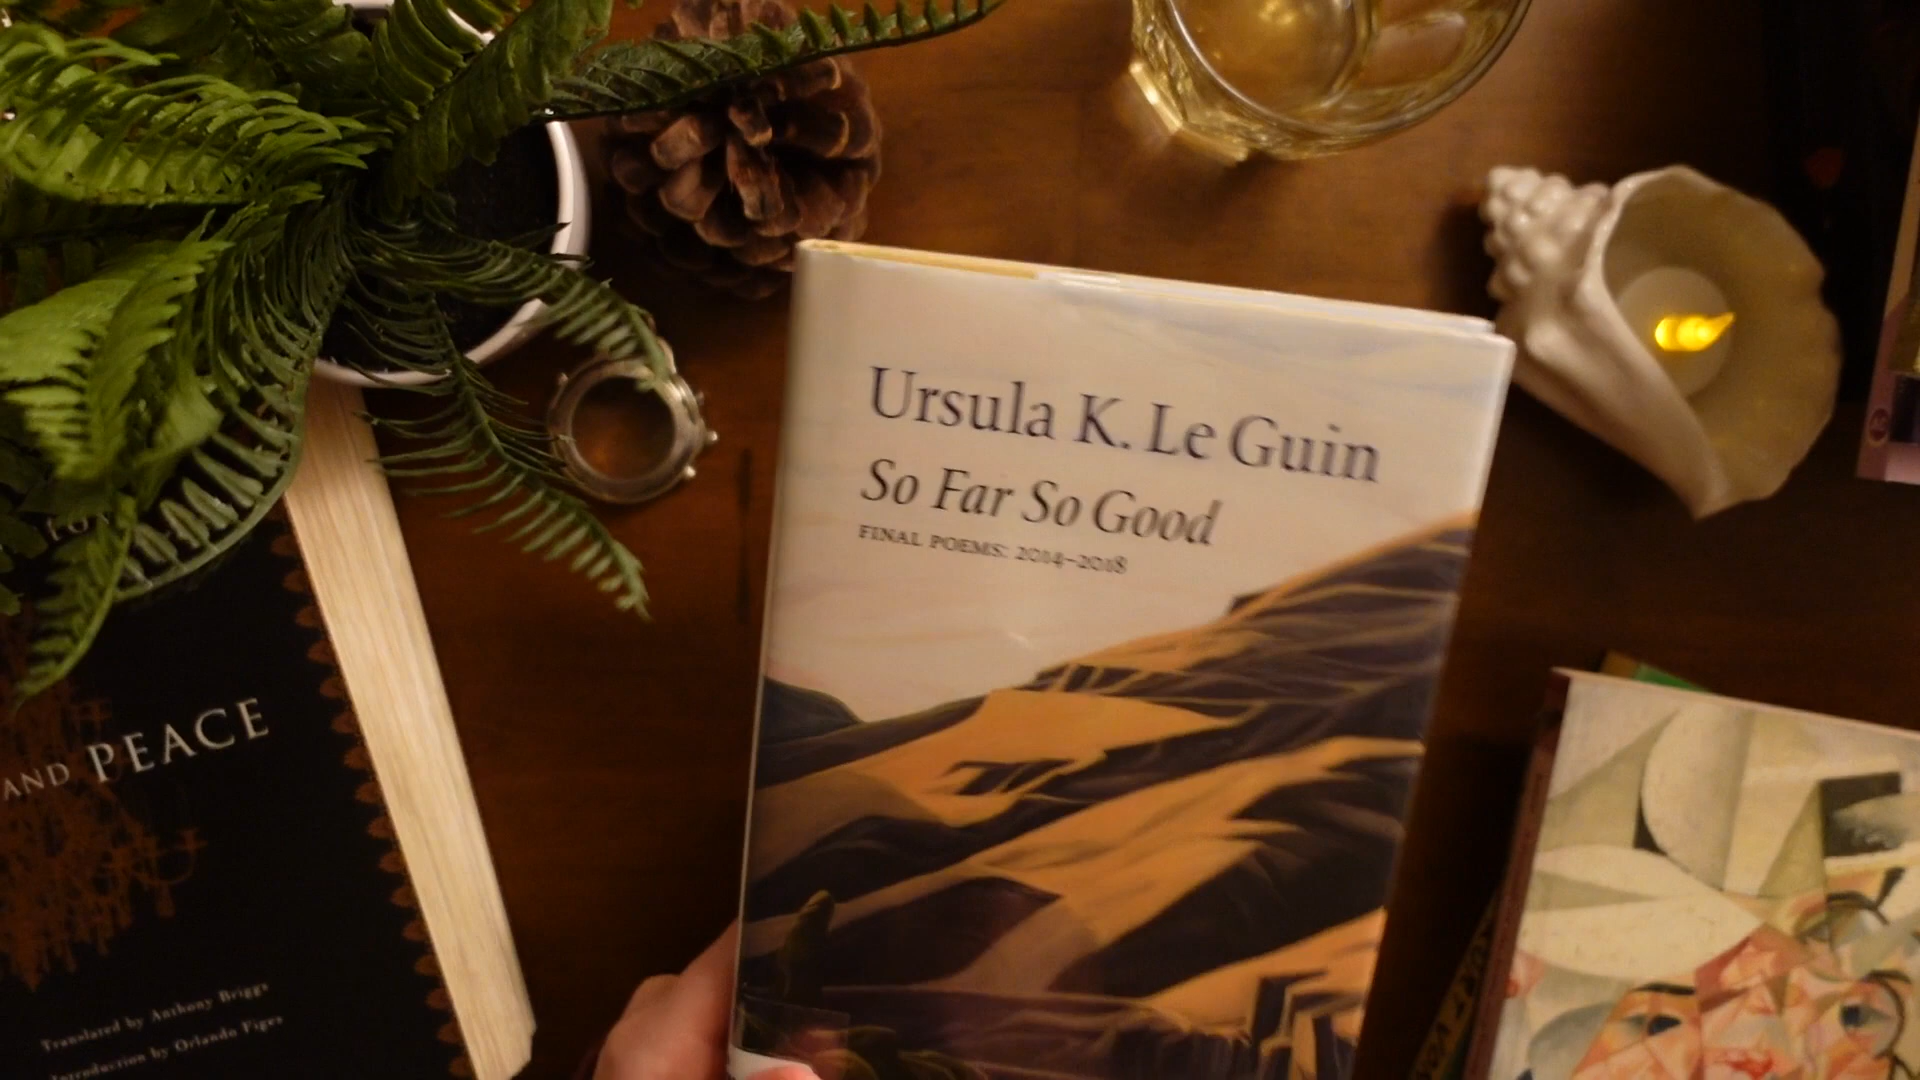 Ursula K. Le Guin
So Far So Good
FINAL POEMS: 2014–2018
AND PEACE
Translated by Anthony Briggs
Introduction by Orlando Figes